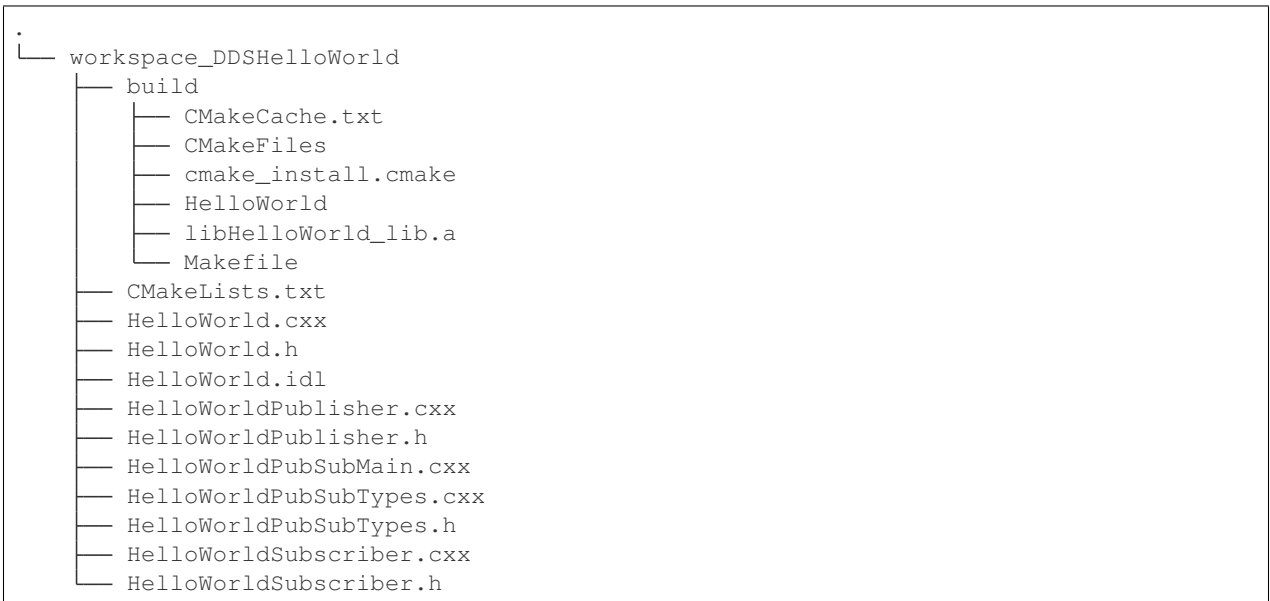 .
└── workspace_DDSHelloWorld
    ├── build
    │   ├── CMakeCache.txt
    │   ├── CMakeFiles
    │   ├── cmake_install.cmake
    │   ├── HelloWorld
    │   ├── libHelloWorld_lib.a
    │   └── Makefile
    ├── CMakeLists.txt
    ├── HelloWorld.cxx
    ├── HelloWorld.h
    ├── HelloWorld.idl
    ├── HelloWorldPublisher.cxx
    ├── HelloWorldPublisher.h
    ├── HelloWorldPubSubMain.cxx
    ├── HelloWorldPubSubTypes.cxx
    ├── HelloWorldPubSubTypes.h
    ├── HelloWorldSubscriber.cxx
    └── HelloWorldSubscriber.h